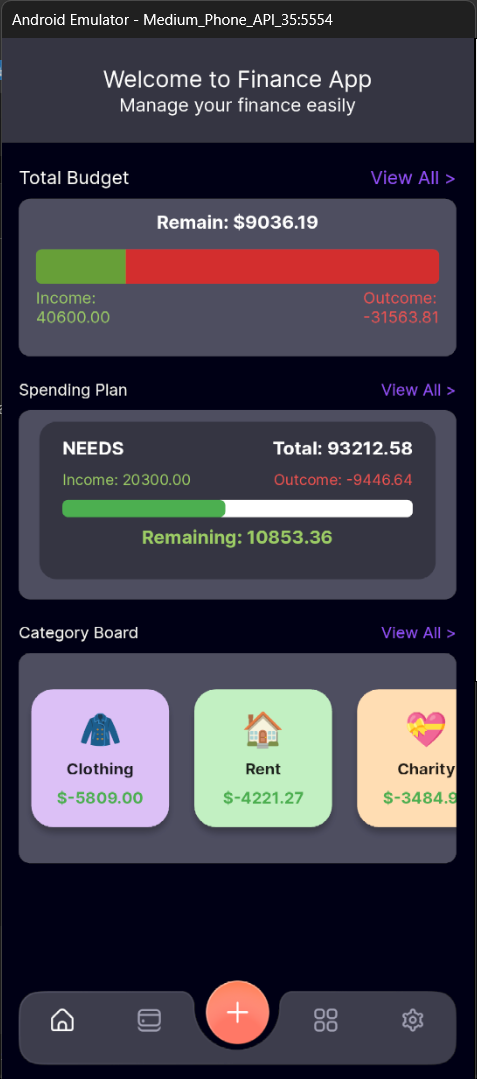 Android Emulator - Medium_Phone_API_35:5554
Welcome to Finance App
Manage your finance easily
Total Budget View All >
Remain: $9036.19
Income: Outcome:
40600.00 -31563.81
Spending Plan View All >
NEEDS Total: 93212.58
Income: 20300.00 Outcome: -9446.64
Remaining: 10853.36
Category Board View All >
Clothing Rent Charity
$-5809.00 $-4221.27 $-3484.9